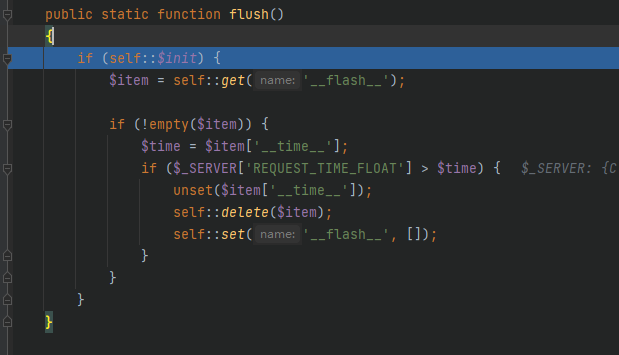 public static function flush()
{
if (self::$init) {
$item = self::get( name: '__flash__');
if (!empty($item)) {
$time = $item['__time__'];
if ($_SERVER['REQUEST_TIME_FLOAT'] > $time) { $_SERVER: {C
unset($item['__time__']);
self::delete($item);
self::set( name: '__flash__', []);
}
}
}
}